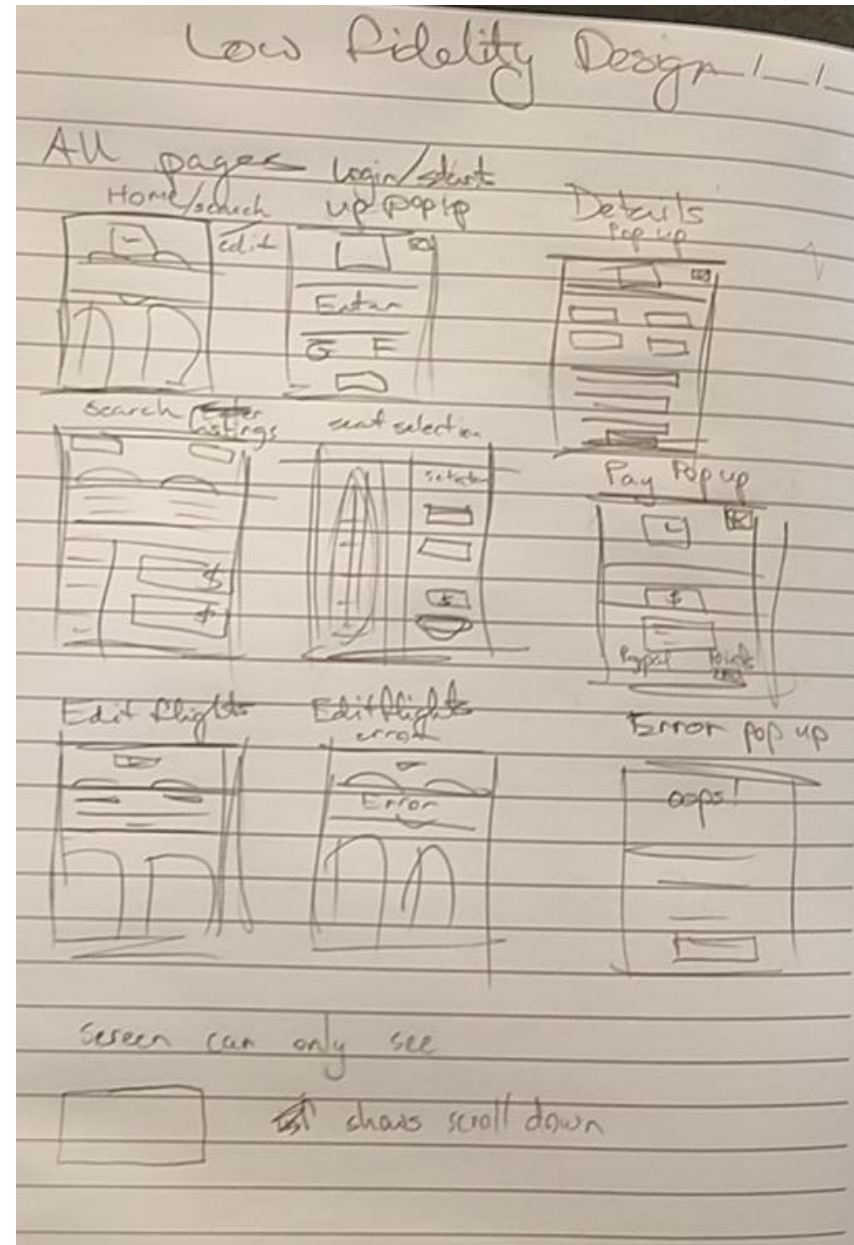 Low Fidelity Design
All pages
Home/search
Login/start
up pop up
Details
Pop up
edit
Enter
G F
search
Listings
seat selection
Pay Pop up
$
$
$
$
Paypal Points
Edit flights
Edit flights
error
Error pop up
Error
oops!
screen can only see
shows scroll down